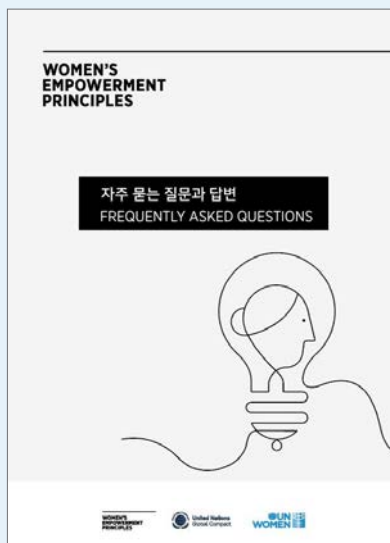 WOMEN'S
EMPOWERMENT
PRINCIPLES
자주 묻는 질문과 답변
FREQUENTLY ASKED QUESTIONS
WOMEN'S
EMPOWERMENT
PRINCIPLES
United Nations
Global Compact
UN
WOMEN